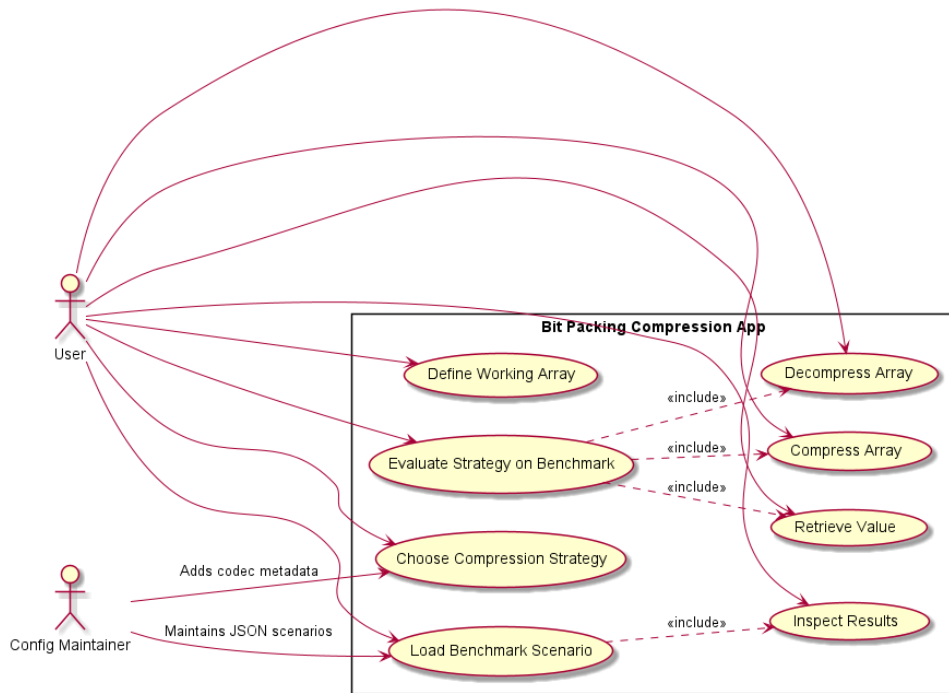 Bit Packing Compression App
Decompress Array
User
Define Working Array
«include»
Evaluate Strategy on Benchmark
«include»
Compress Array
«include»
Retrieve Value
Choose Compression Strategy
Adds codec metadata
Config Maintainer
Maintains JSON scenarios
Load Benchmark Scenario
«include»
Inspect Results